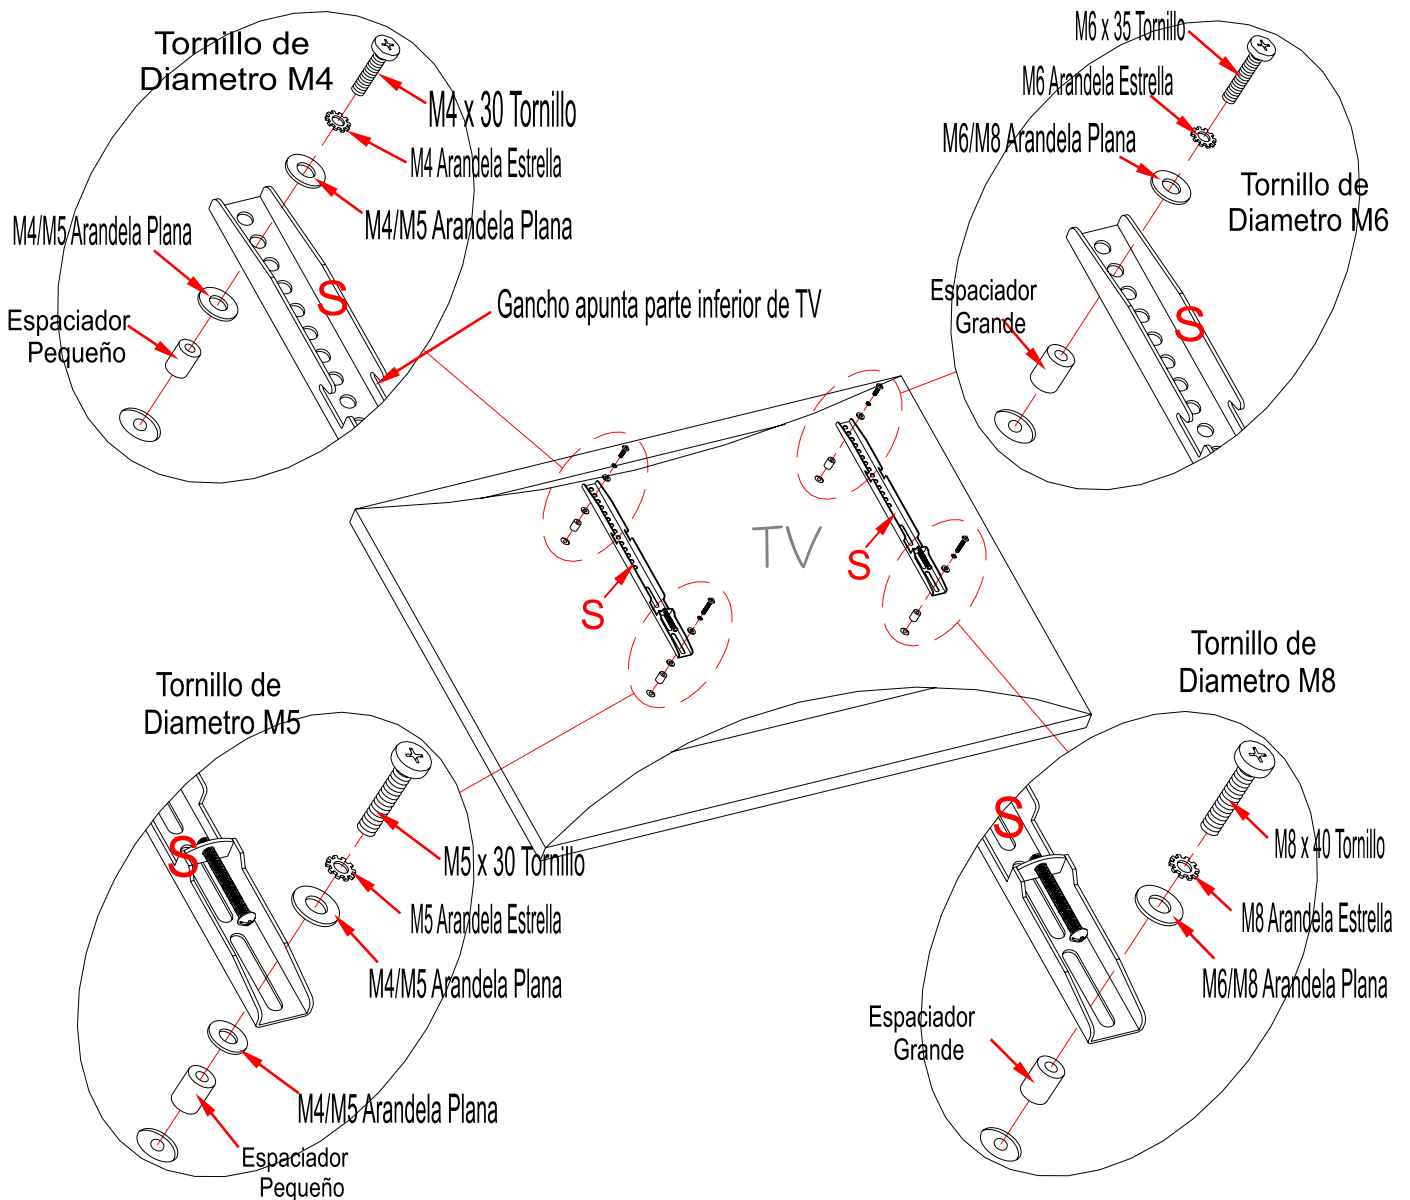 Tornillo de
Diametro M4
M4 x 30 Tornillo
M4 Arandela Estrella
M4/M5 Arandela Plana
M4/M5 Arandela Plana
S
Espaciador
Pequeño
Gancho apunta parte inferior de TV
M6 x 35 Tornillo
M6 Arandela Estrella
M6/M8 Arandela Plana
Tornillo de
Diametro M6
Espaciador
Grande
S
TV
S
S
Tornillo de
Diametro M5
S
M5 x 30 Tornillo
M5 Arandela Estrella
M4/M5 Arandela Plana
M4/M5 Arandela Plana
Espaciador
Pequeño
Tornillo de
Diametro M8
S
M8 x 40 Tornillo
M8 Arandela Estrella
M6/M8 Arandela Plana
Espaciador
Grande